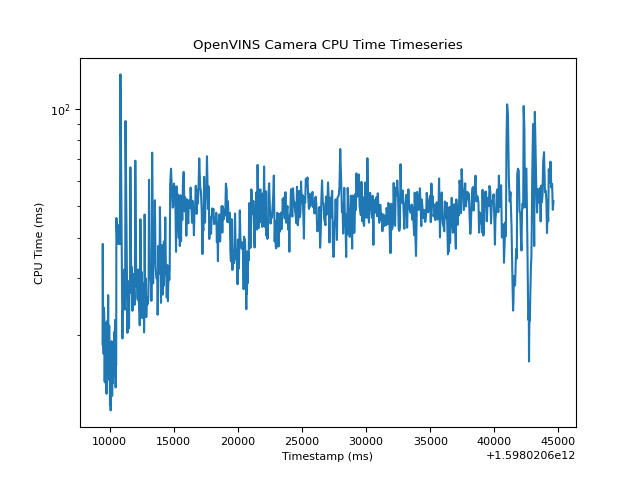 OpenVINS Camera CPU Time Timeseries
10²
CPU Time (ms)
10000 15000 20000 25000 30000 35000 40000 45000
Timestamp (ms)
+1.5980206e12